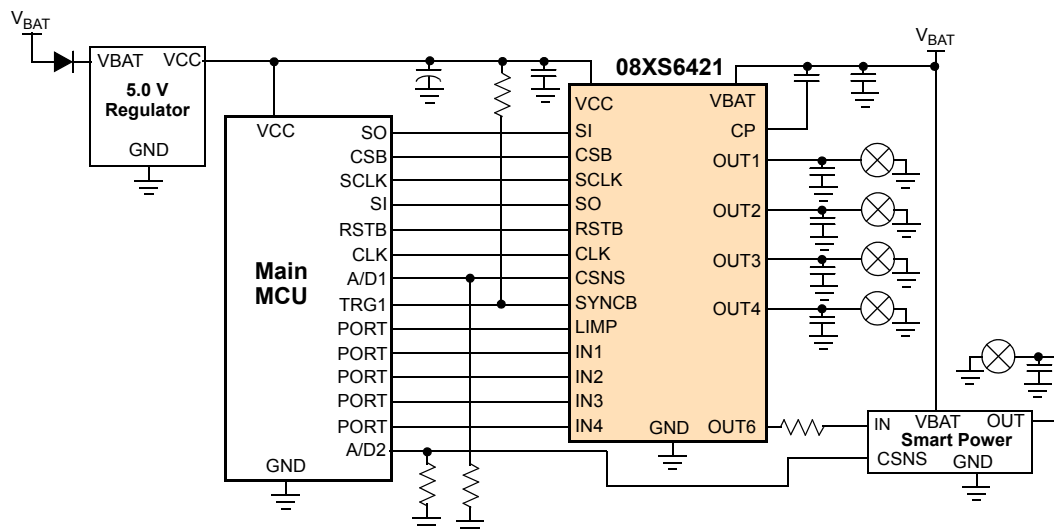 VBAT
VBAT VCC
5.0 V
Regulator
GND
08XS6421
VBAT
VCC
SO
CSB
SCLK
SI
RSTB
CLK
A/D1
TRG1
PORT
PORT
PORT
PORT
PORT
A/D2
Main
MCU
GND
VCC
SI
CSB
SCLK
SO
RSTB
CLK
CSNS
SYNCB
LIMP
IN1
IN2
IN3
IN4
VBAT
CP
OUT1
OUT2
OUT3
OUT4
GND OUT6
IN VBAT OUT
Smart Power
CSNS GND